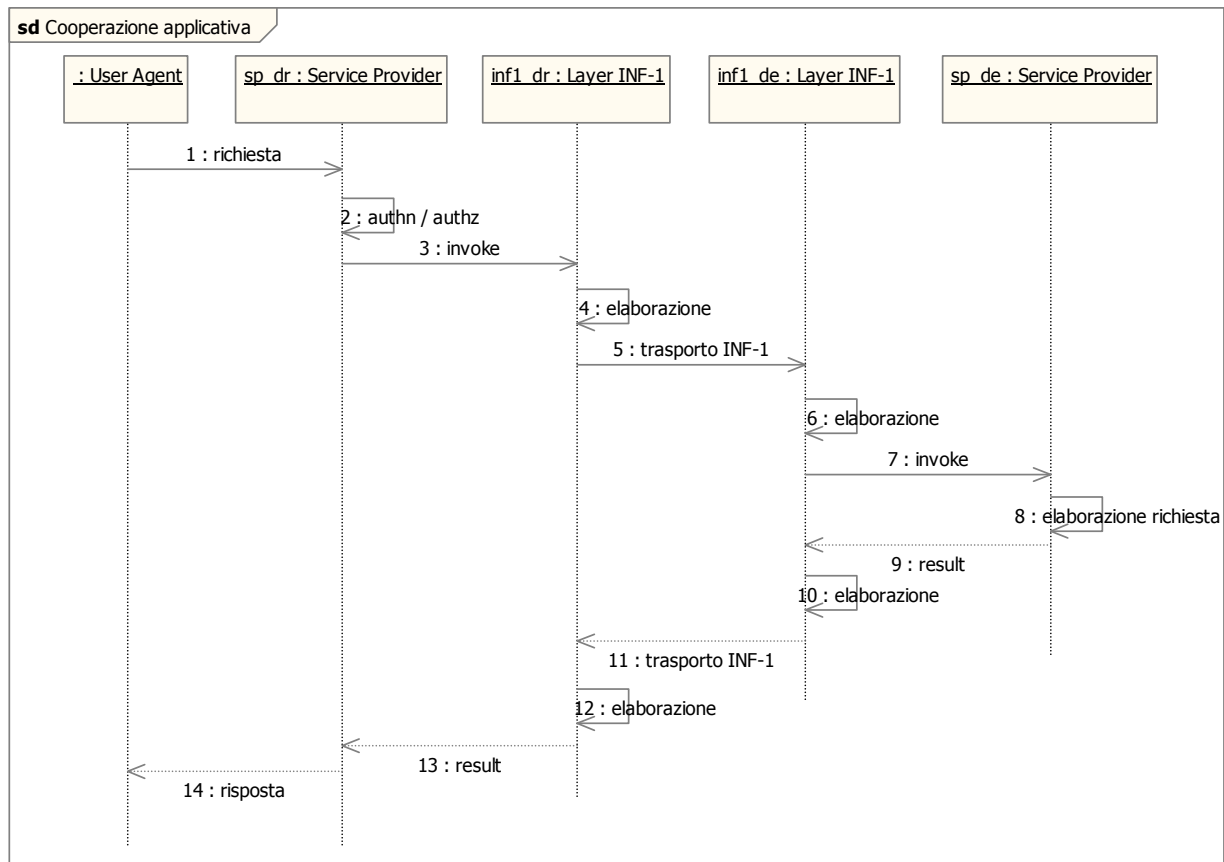 sd Cooperazione applicativa
_: User Agent
sp_dr : Service Provider
inf1_dr : Layer INF-1
inf1_de : Layer INF-1
sp_de : Service Provider
1 : richiesta
2 : authn / authz
3 : invoke
4 : elaborazione
5 : trasporto INF-1
6 : elaborazione
7 : invoke
8 : elaborazione richiesta
9 : result
10 : elaborazione
11 : trasporto INF-1
12 : elaborazione
13 : result
14 : risposta